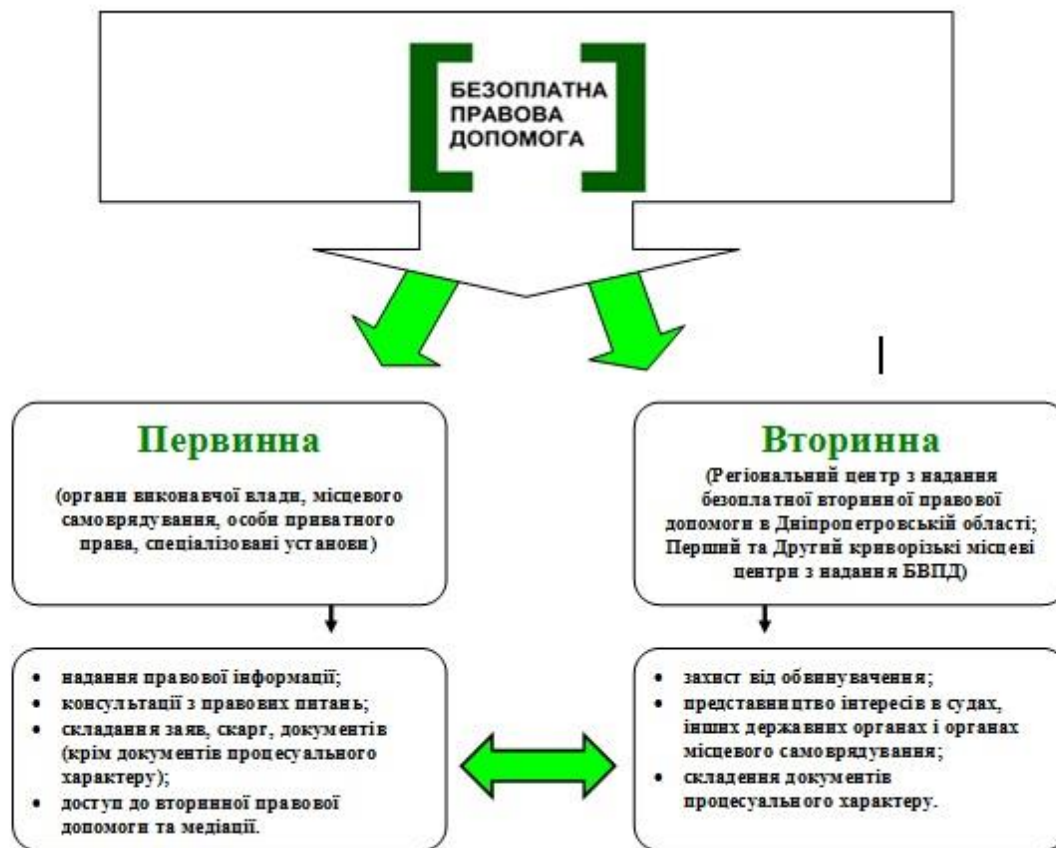 БЕЗОПЛАТНА
ПРАВОВА
ДОПОМОГА
Первинна
(органи виконавчої влади, місцевого
самоврядування, особи приватного
права, спеціалізовані установи)
• надання правової інформації;
• консультації з правових питань;
• складання заяв, скарг, документів
(крім документів процесуального
характеру);
• доступ до вторинної правової
допомоги та медіації.
Вторинна
(Регіональний центр з надання
безоплатної вторинної правової
допомоги в Дніпропетровській області;
Перший та Другий криворізькі місцеві
центри з надання БВПД)
• захист від обвинувачення;
• представництво інтересів в судах,
інших державних органах і органах
місцевого самоврядування;
• складення документів
процесуального характеру.